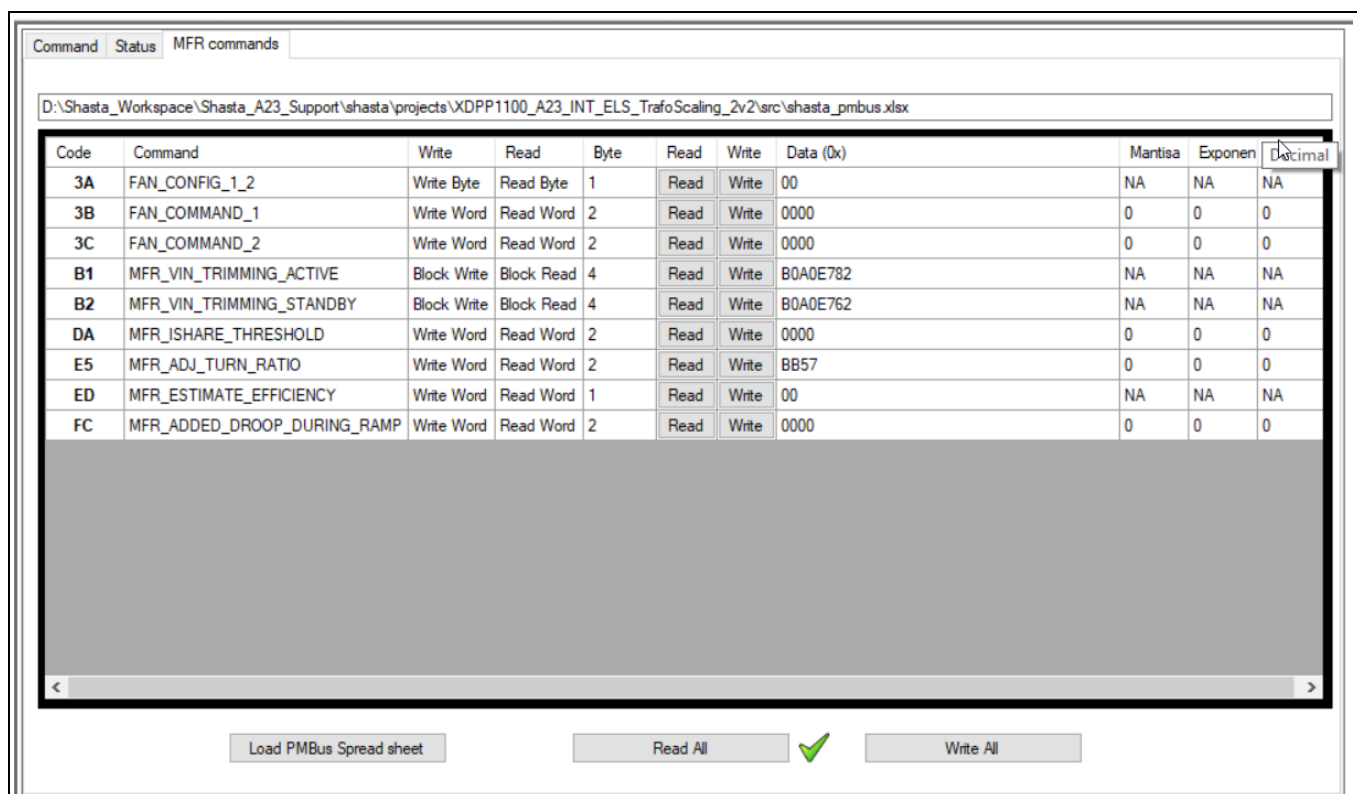 Command Status MFR commands
D:\Shasta_Workspace\Shasta_A23_Support\shasta\projects\XDPP1100_A23_INT_ELS_TrafoScaling_2v2\src\shasta_pmbus.xlsx
Code Command Write Read Byte Read Write Data (0x) Mantisa Exponen Decimal
3A FAN_CONFIG_1_2 Write Byte Read Byte 1 Read Write 00 NA NA NA
3B FAN_COMMAND_1 Write Word Read Word 2 Read Write 0000 0 0 0
3C FAN_COMMAND_2 Write Word Read Word 2 Read Write 0000 0 0 0
B1 MFR_VIN_TRIMMING_ACTIVE Block Write Block Read 4 Read Write B0A0E782 NA NA NA
B2 MFR_VIN_TRIMMING_STANDBY Block Write Block Read 4 Read Write B0A0E762 NA NA NA
DA MFR_ISHARE_THRESHOLD Write Word Read Word 2 Read Write 0000 0 0 0
E5 MFR_ADJ_TURN_RATIO Write Word Read Word 2 Read Write BB57 0 0 0
ED MFR_ESTIMATE_EFFICIENCY Write Word Read Word 1 Read Write 00 NA NA NA
FC MFR_ADDED_DROOP_DURING_RAMP Write Word Read Word 2 Read Write 0000 0 0 0
Load PMBus Spread sheet Read All Write All